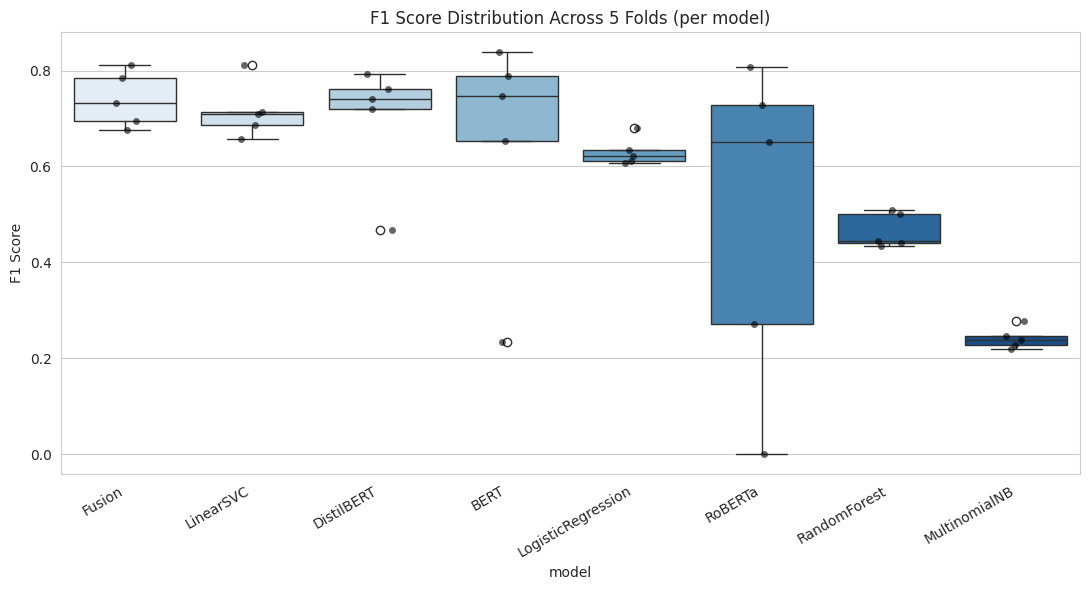 F1 Score Distribution Across 5 Folds (per model)
F1 Score
0.8
0.6
0.4
0.2
0.0
Fusion
LinearSVC
DistilBERT
BERT
LogisticRegression
RoBERTa
RandomForest
MultinomialNB
model